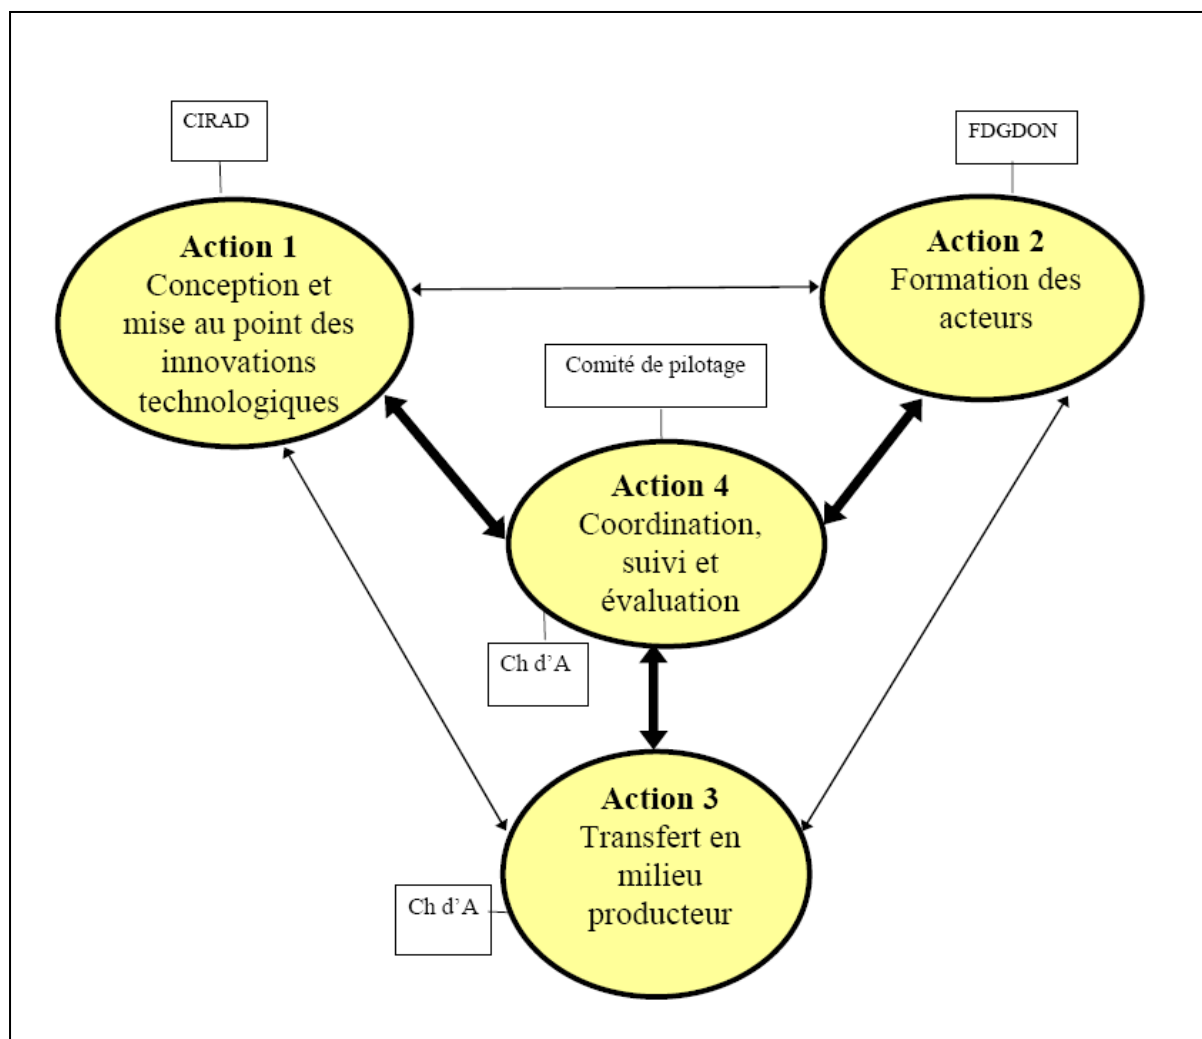 CIRAD
FDGDON
Action 1
Conception et
mise au point des
innovations
technologiques
Action 2
Formation des
acteurs
Comité de pilotage
Action 4
Coordination,
suivi et
évaluation
Ch d’A
Action 3
Transfert en
milieu
producteur
Ch d’A